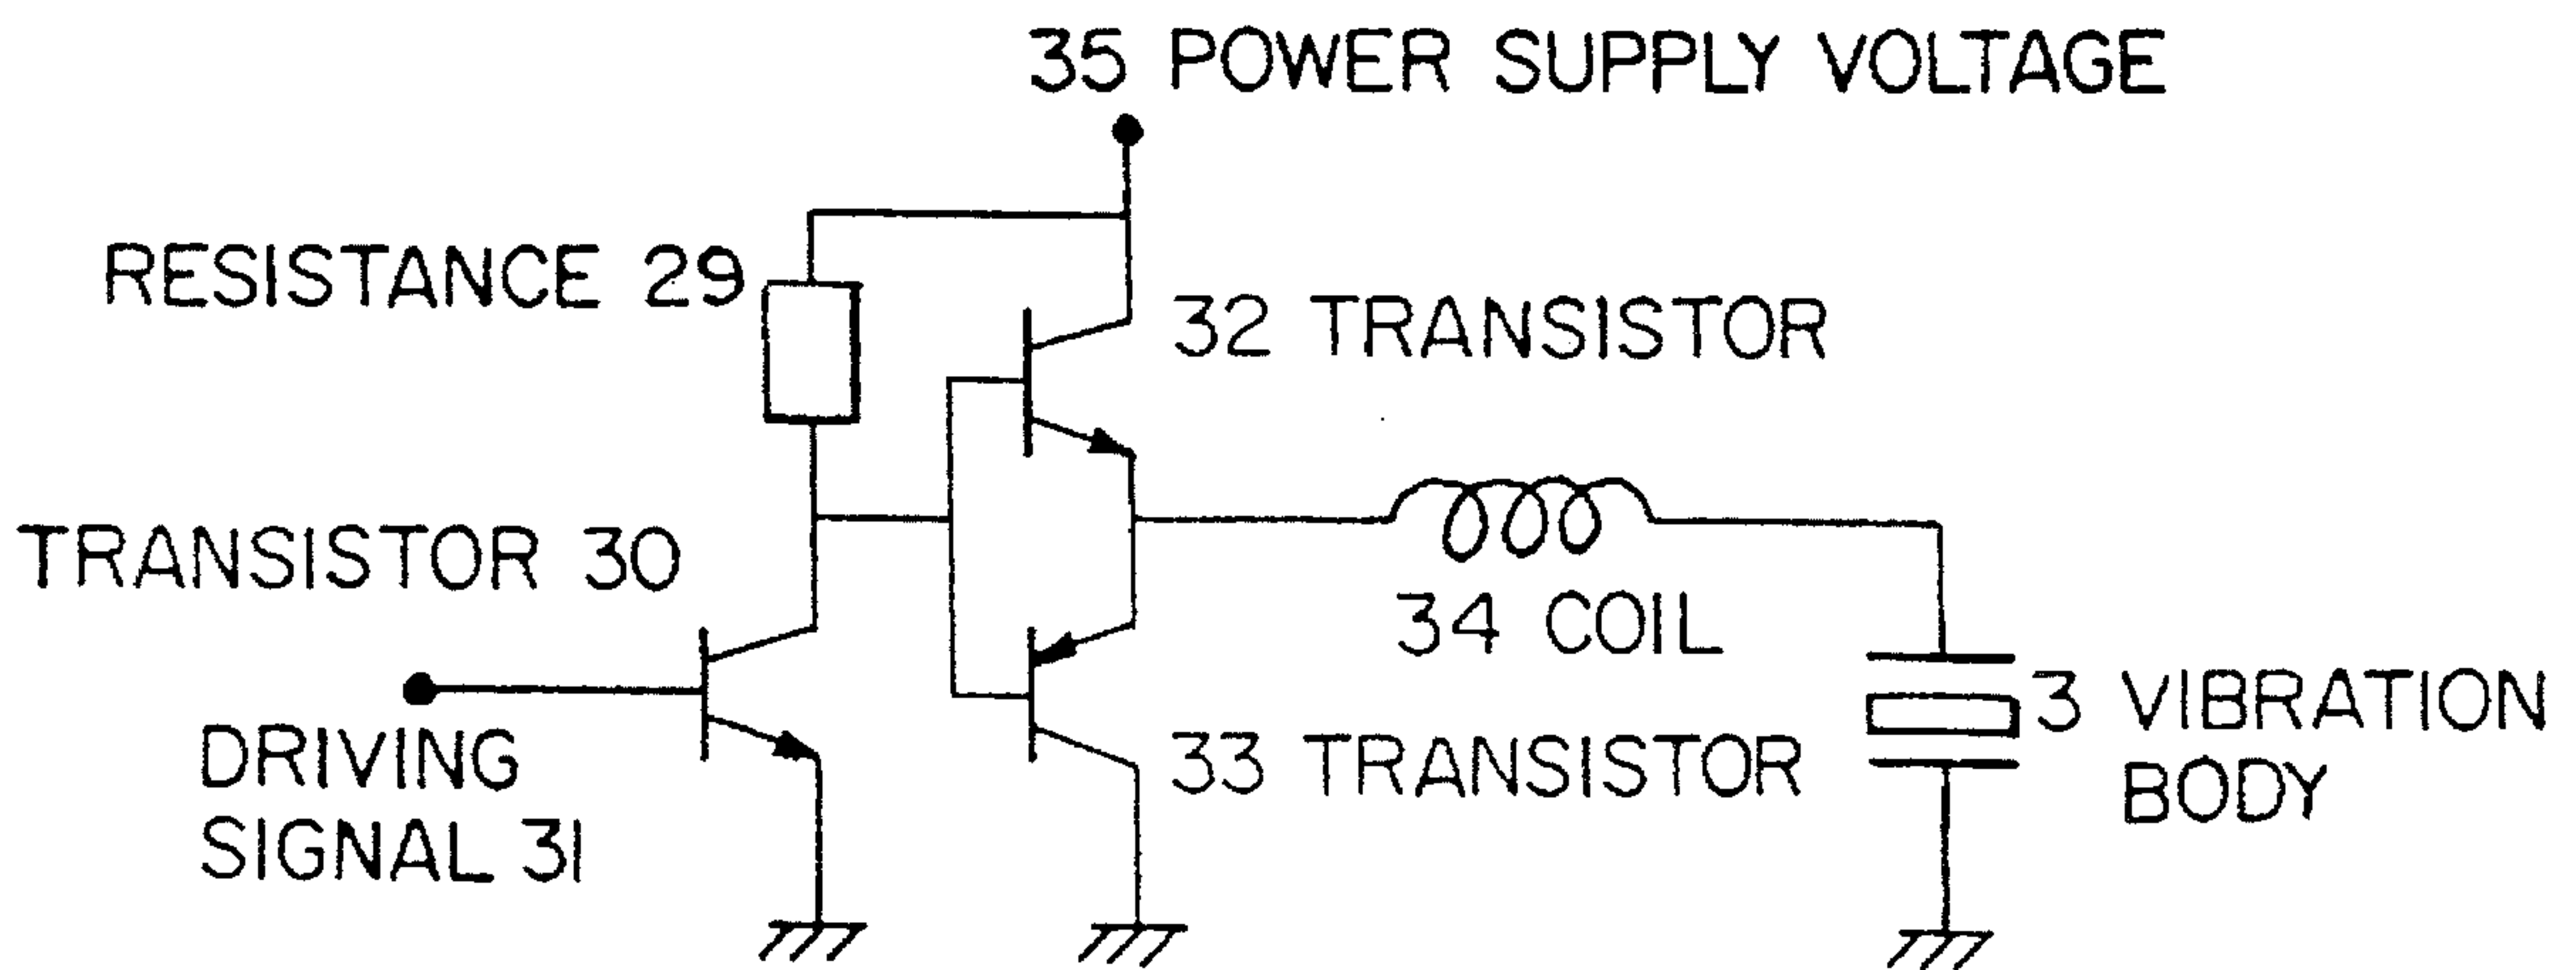 35 POWER SUPPLY VOLTAGE
RESISTANCE 29
32 TRANSISTOR
TRANSISTOR 30
34 COIL
3 VIBRATION
BODY
DRIVING
SIGNAL 31
33 TRANSISTOR